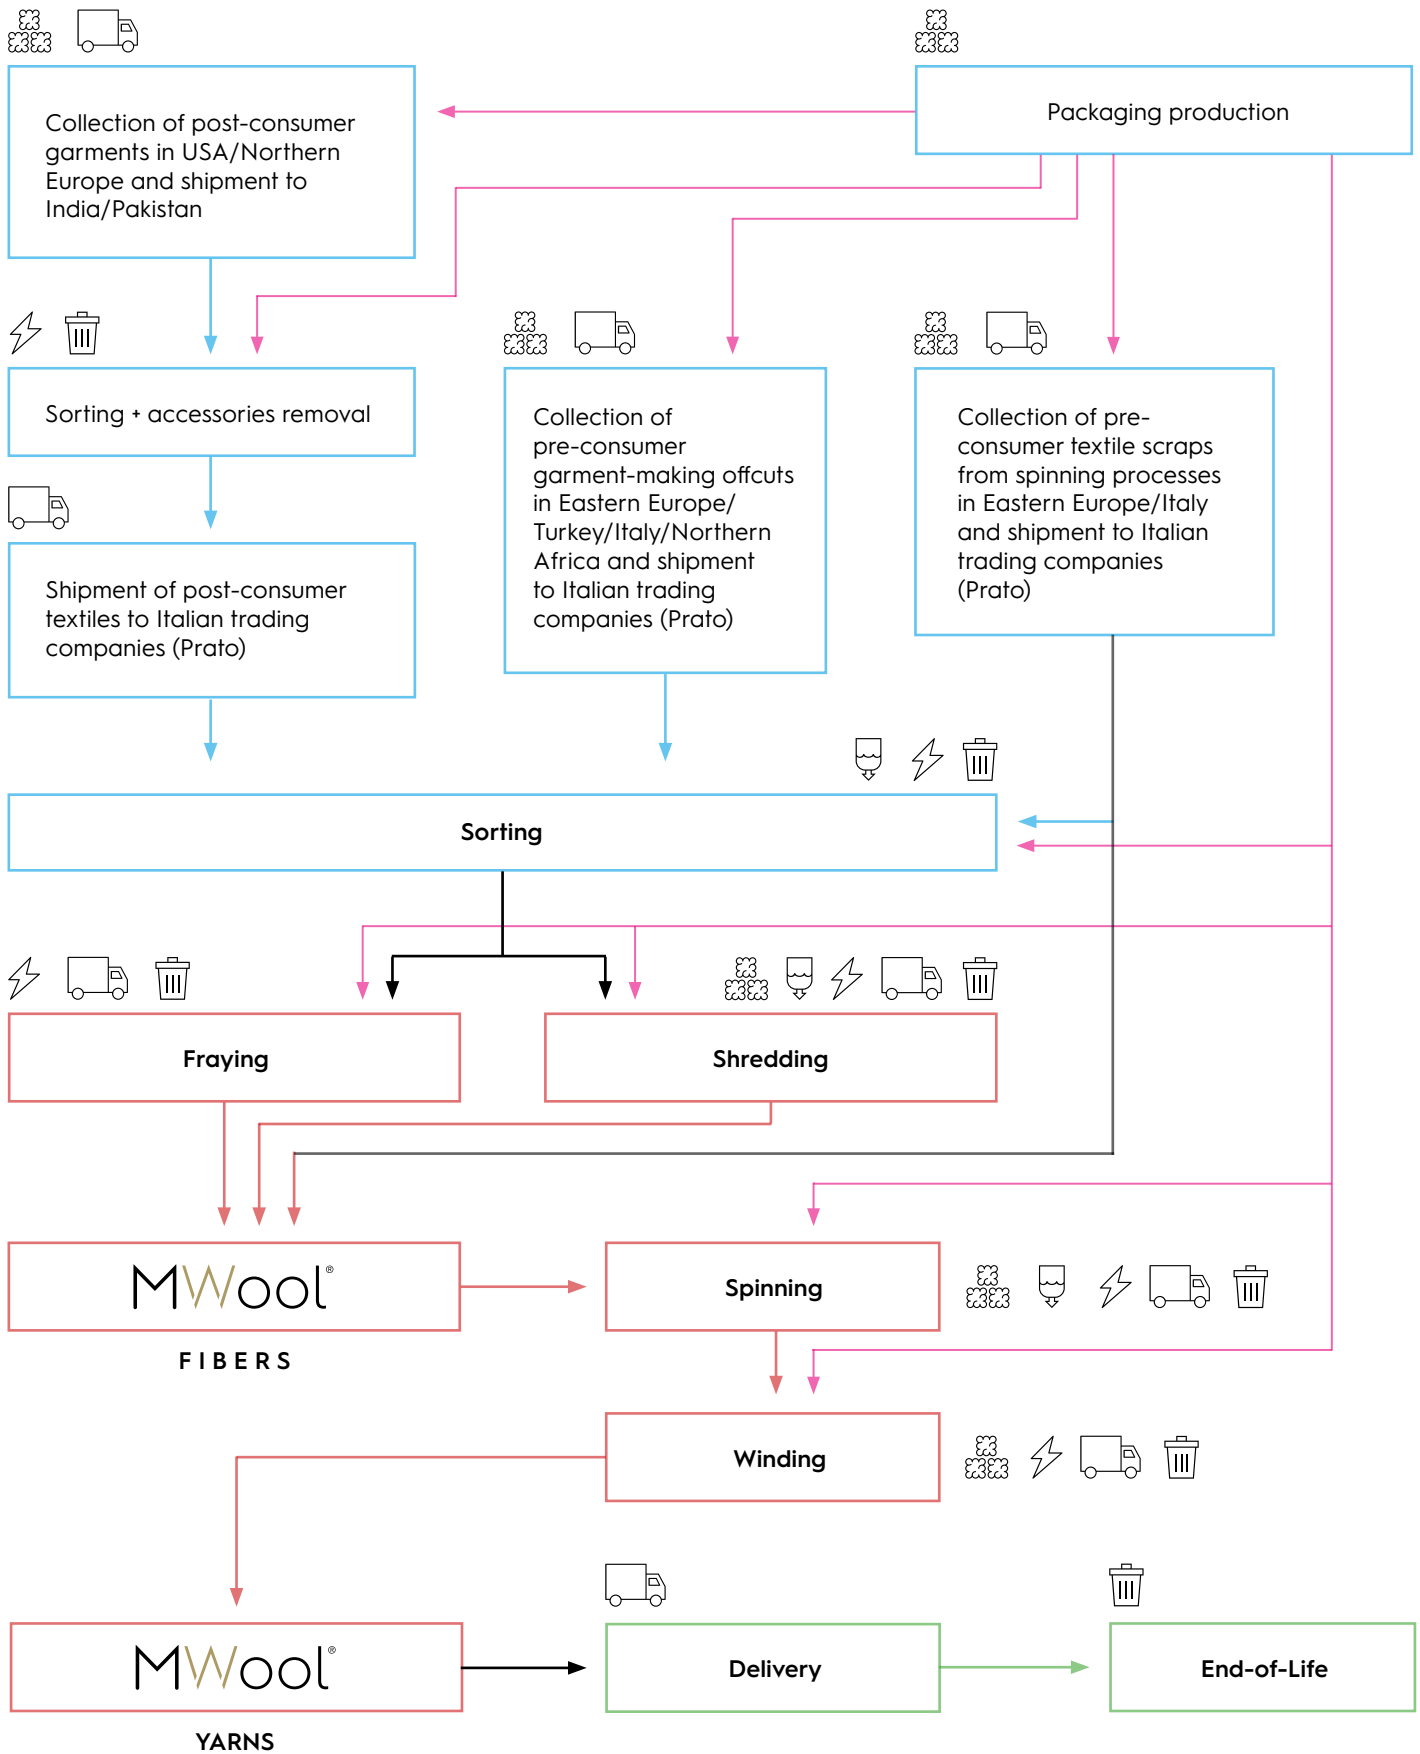 Packaging production
Collection of post-consumer
garments in USA/Northern
Europe and shipment to
India/Pakistan
Sorting + accessories removal
Shipment of post-consumer
textiles to Italian trading
companies (Prato)
Collection of
pre-consumer
garment-making offcuts
in Eastern Europe/
Turkey/Italy/Northern
Africa and shipment
to Italian trading
companies (Prato)
Collection of pre-
consumer textile scraps
from spinning processes
in Eastern Europe/Italy
and shipment to Italian
trading companies
(Prato)
Sorting
Fraying
Shredding
MWool®
FIBERS
Spinning
Winding
MWool®
YARNS
Delivery
End-of-Life